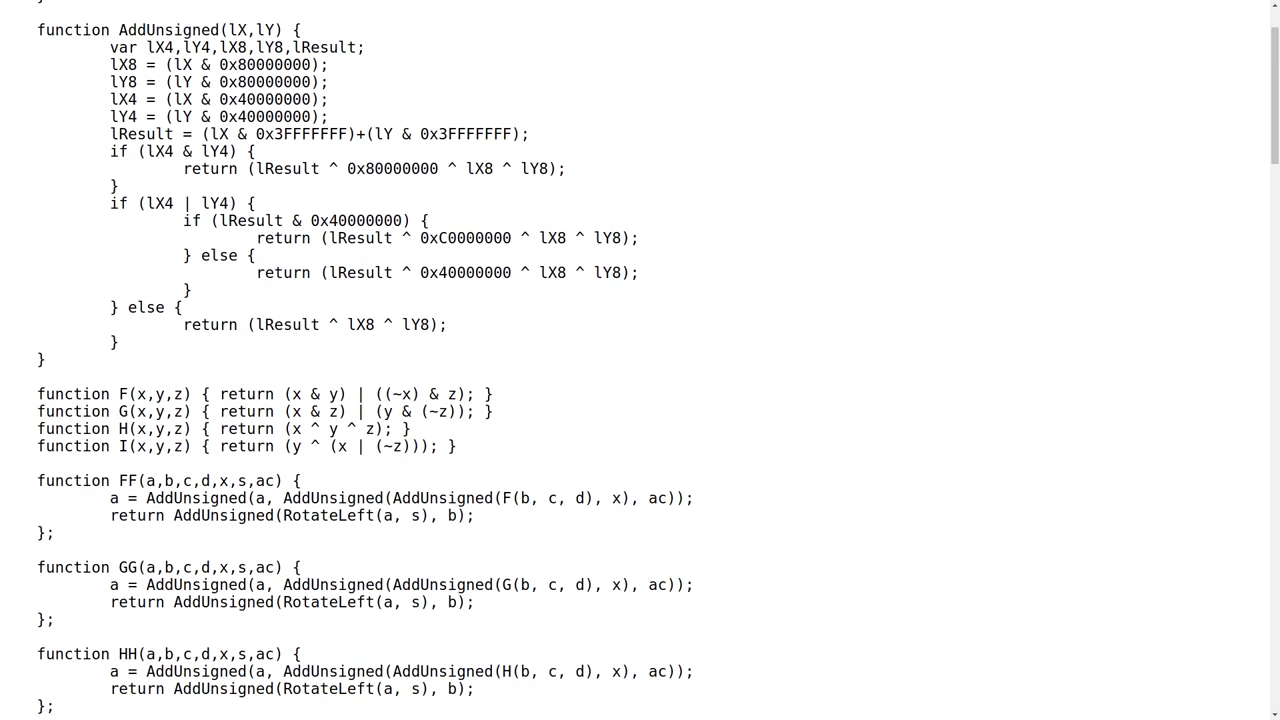 function AddUnsigned(lX,lY) {
var lX4,lY4,lX8,lY8,lResult;
lX8 = (lX & 0x80000000);
lY8 = (lY & 0x80000000);
lX4 = (lX & 0x40000000);
lY4 = (lY & 0x40000000);
lResult = (lX & 0x3FFFFFFF)+(lY & 0x3FFFFFFF);
if (lX4 & lY4) {
return (lResult ^ 0x80000000 ^ lX8 ^ lY8);
}
if (lX4 | lY4) {
if (lResult & 0x40000000) {
return (lResult ^ 0xC0000000 ^ lX8 ^ lY8);
} else {
return (lResult ^ 0x40000000 ^ lX8 ^ lY8);
}
} else {
return (lResult ^ lX8 ^ lY8);
}
}
function F(x,y,z) { return (x & y) | ((~x) & z); }
function G(x,y,z) { return (x & z) | (y & (~z)); }
function H(x,y,z) { return (x ^ y ^ z); }
function I(x,y,z) { return (y ^ (x | (~z))); }
function FF(a,b,c,d,x,s,ac) {
a = AddUnsigned(a, AddUnsigned(AddUnsigned(F(b, c, d), x), ac));
return AddUnsigned(RotateLeft(a, s), b);
};
function GG(a,b,c,d,x,s,ac) {
a = AddUnsigned(a, AddUnsigned(AddUnsigned(G(b, c, d), x), ac));
return AddUnsigned(RotateLeft(a, s), b);
};
function HH(a,b,c,d,x,s,ac) {
a = AddUnsigned(a, AddUnsigned(AddUnsigned(H(b, c, d), x), ac));
return AddUnsigned(RotateLeft(a, s), b);
};